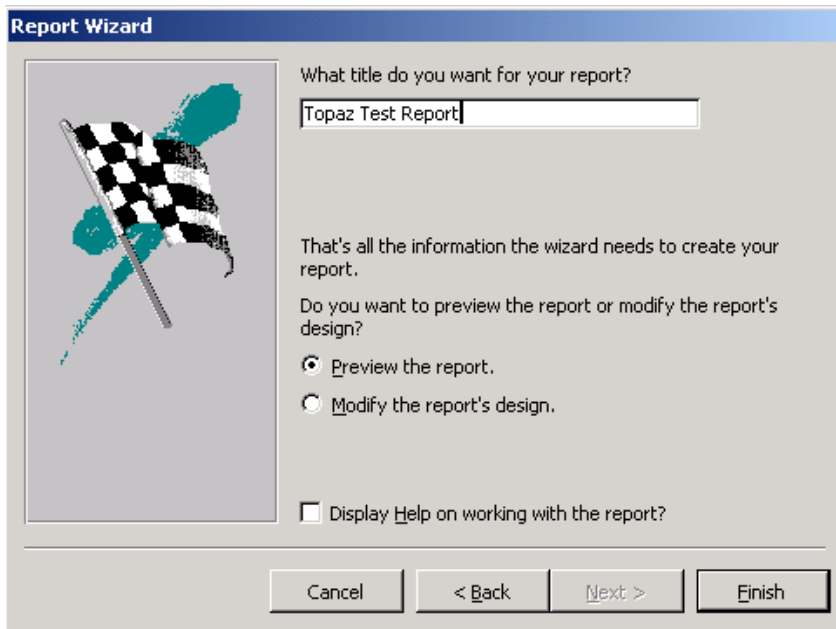 Report Wizard
What title do you want for your report?
Topaz Test Report
That's all the information the wizard needs to create your
report.
Do you want to preview the report or modify the report's
design?
Preview the report.
Modify the report's design.
Display Help on working with the report?
Cancel
< Back
Next >
Finish